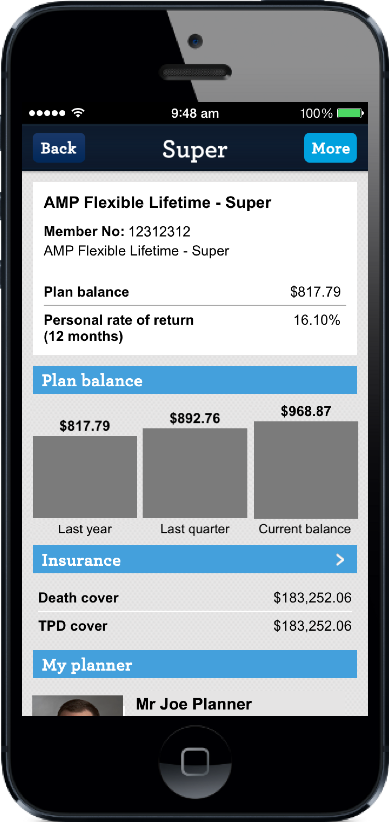 9:48 am 100%
Back Super More
AMP Flexible Lifetime - Super
Member No: 12312312
AMP Flexible Lifetime - Super
Plan balance $817.79
Personal rate of return 16.10%
(12 months)
Plan balance
$817.79 $892.76 $968.87
Last year Last quarter Current balance
Insurance
Death cover $183,252.06
TPD cover $183,252.06
My planner
Mr Joe Planner